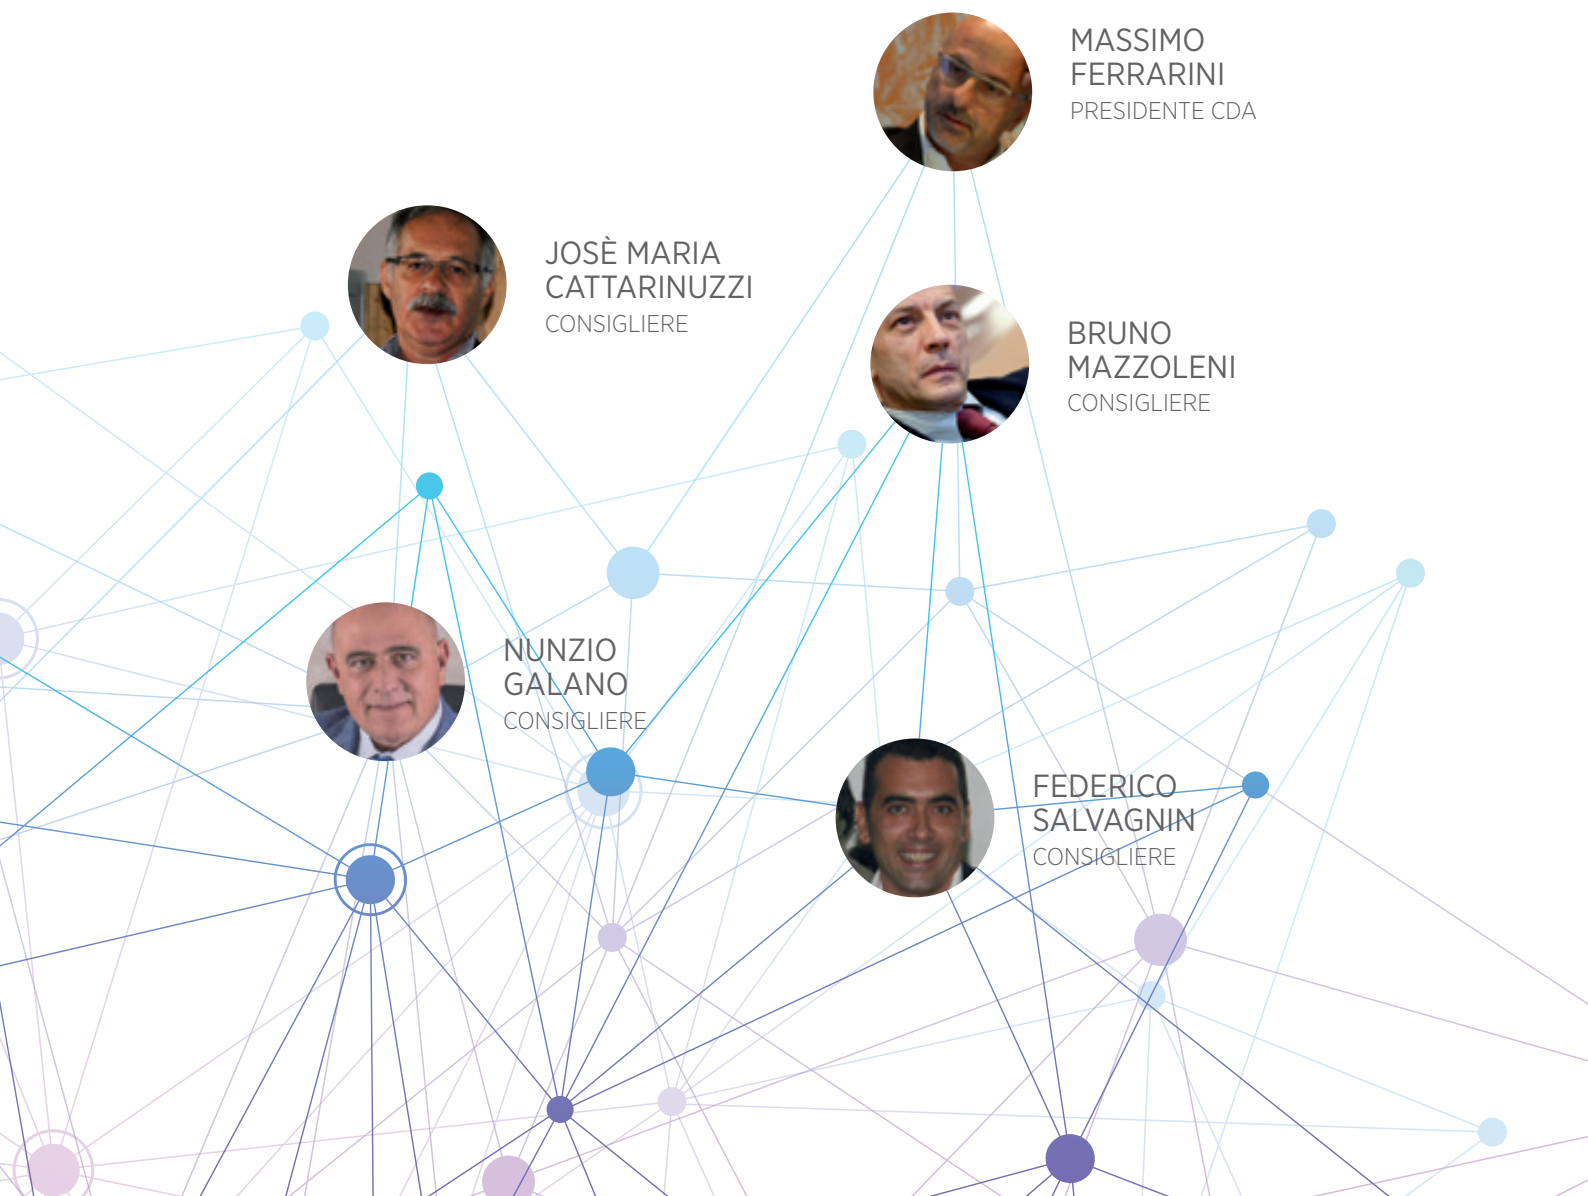 MASSIMO
FERRARINI
PRESIDENTE CDA
JOSÈ MARIA
CATTARINUZZI
CONSIGLIERE
BRUNO
MAZZOLENI
CONSIGLIERE
NUNZIO
GALANO
CONSIGLIERE
FEDERICO
SALVAGNIN
CONSIGLIERE